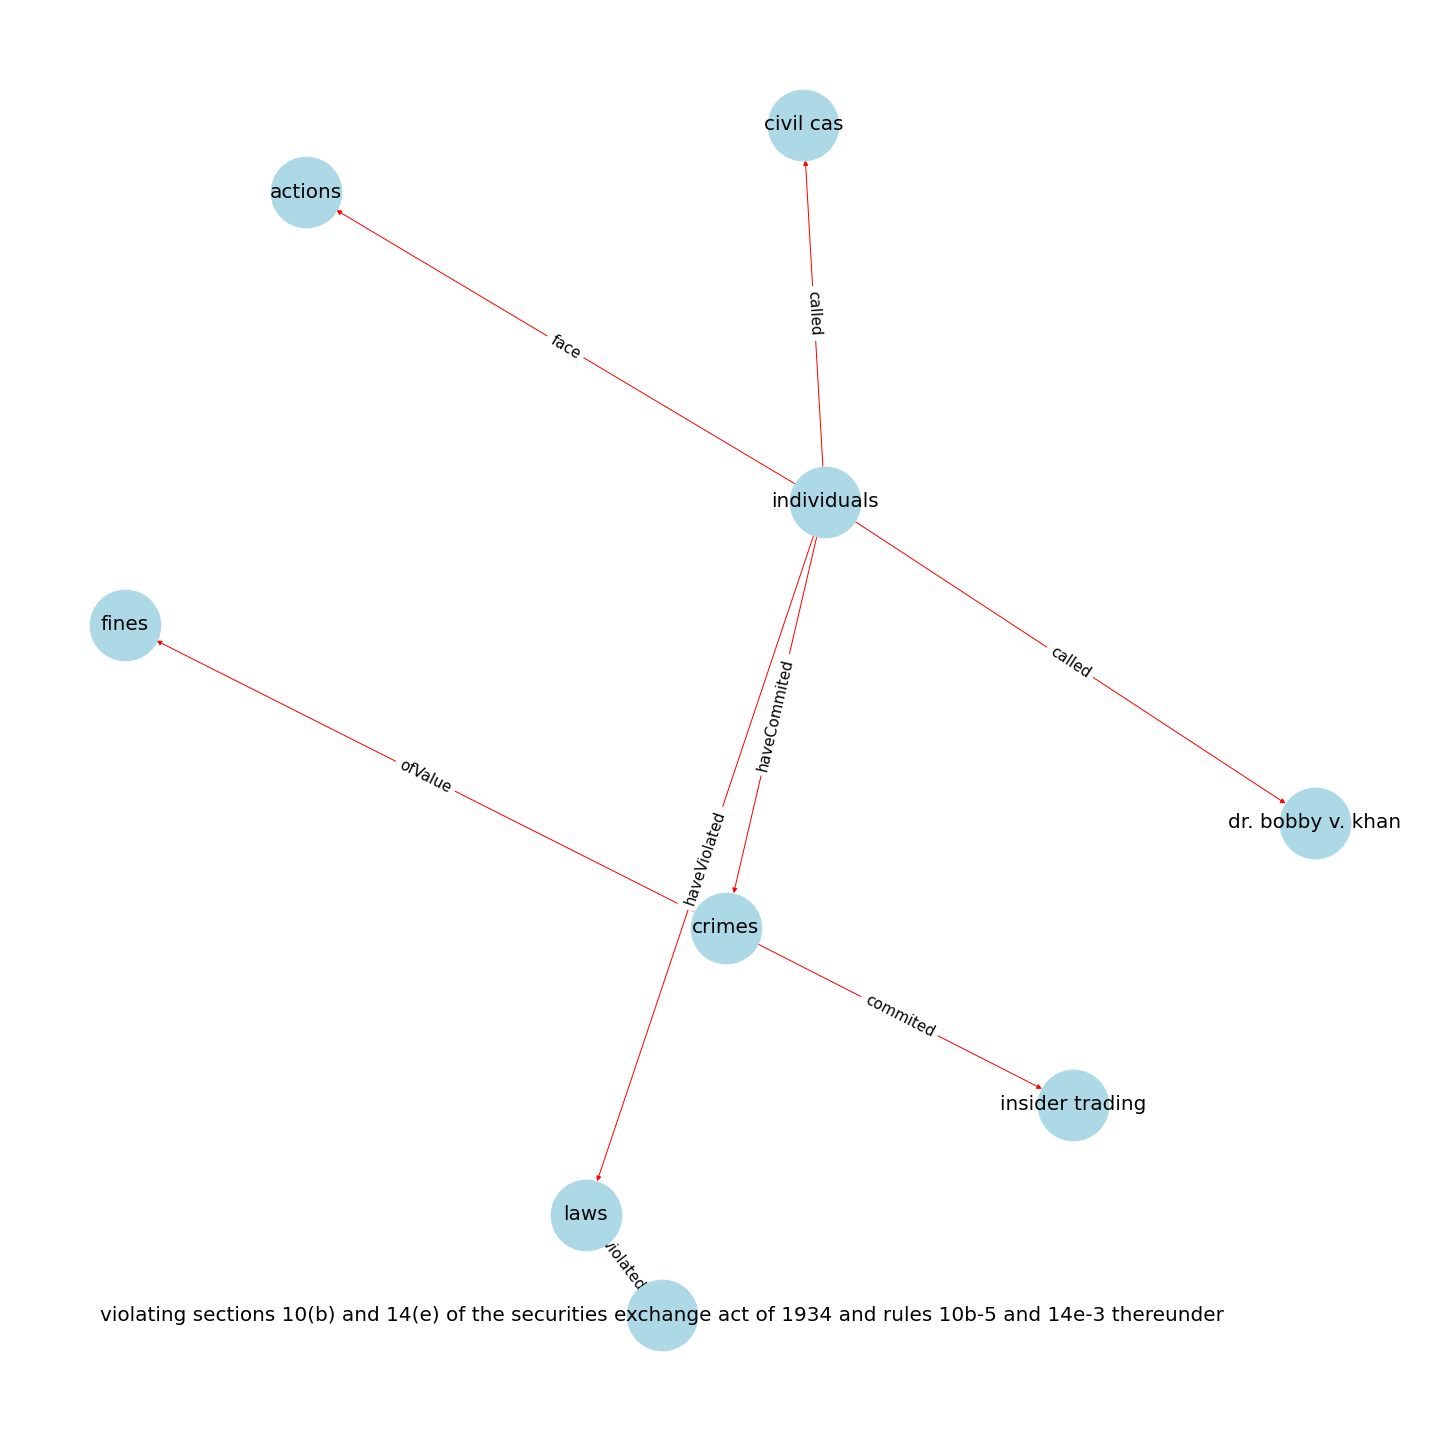 civil cas
actions
called
face
individuals
fines
called
haveCommited
ofValue
dr. bobby v. khan
haveViolated
crimes
commited
insider trading
laws
violated
violating sections 10(b) and 14(e) of the securities exchange act of 1934 and rules 10b-5 and 14e-3 thereunder